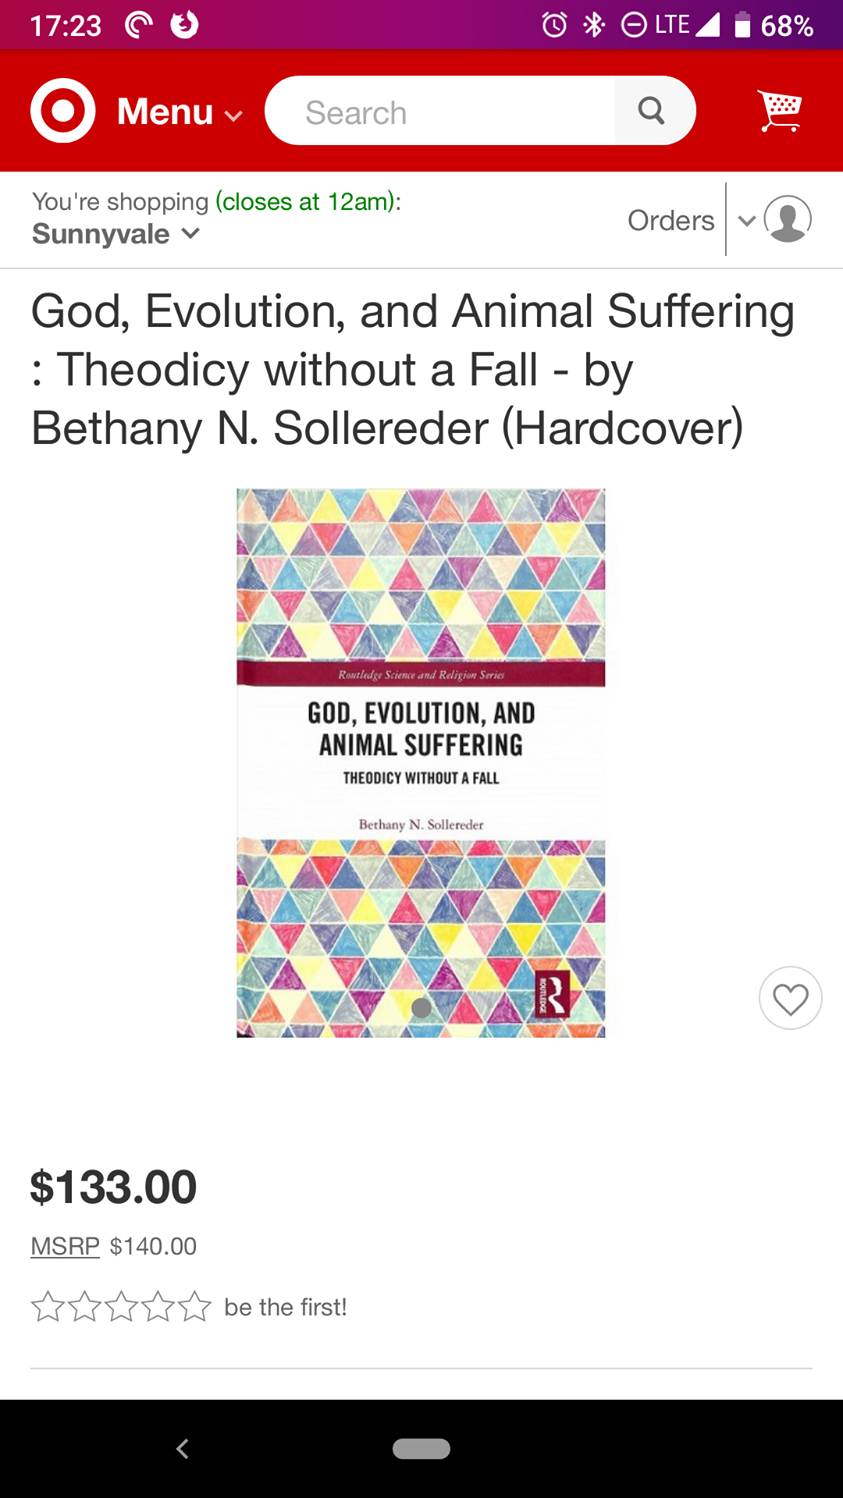 17:23 LTE 68%
Menu Search
You're shopping (closes at 12am):
Sunnyvale
Orders
God, Evolution, and Animal Suffering
: Theodicy without a Fall - by
Bethany N. Sollereder (Hardcover)
Routledge Science and Religion Series
GOD, EVOLUTION, AND
ANIMAL SUFFERING
THEODICY WITHOUT A FALL
Bethany N. Sollereder
ROUTLEDGE
$133.00
MSRP $140.00
be the first!